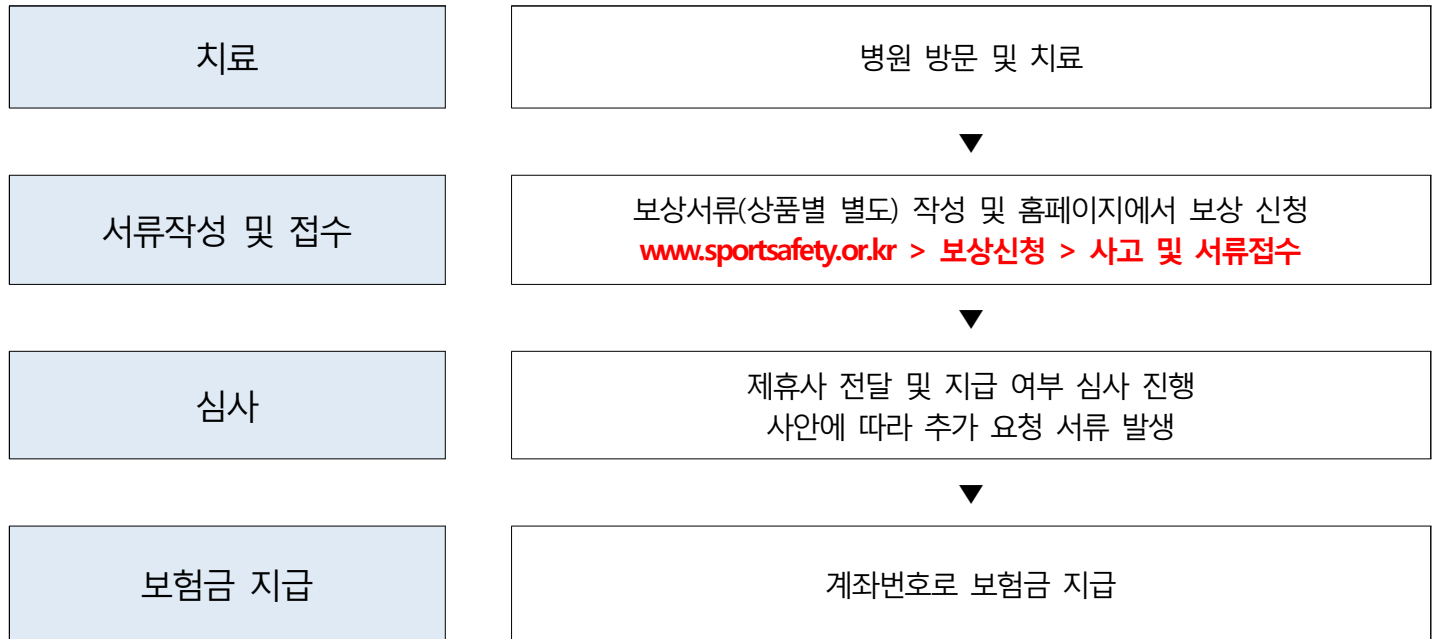 치료
병원 방문 및 치료
▼
서류작성 및 접수
보상서류(상품별 별도) 작성 및 홈페이지에서 보상 신청
www.sportsafety.or.kr > 보상신청 > 사고 및 서류접수
▼
심사
제휴사 전달 및 지급 여부 심사 진행
사안에 따라 추가 요청 서류 발생
▼
보험금 지급
계좌번호로 보험금 지급